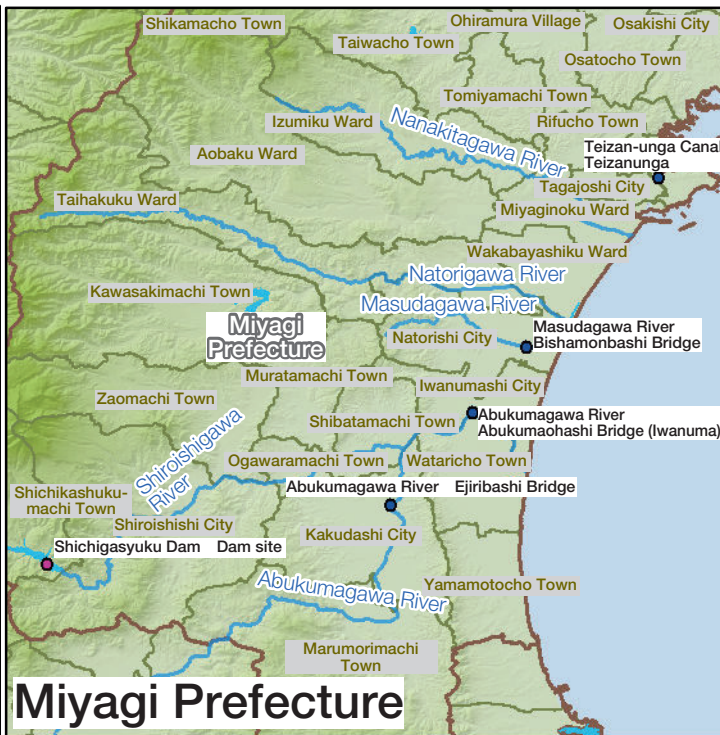 Shikamacho Town
Ohiramura Village
Osakishi City
Taiwacho Town
Osatocho Town
Tomiyamachi Town
Nanakitagawa River
Izumiku Ward
Rifucho Town
Teizan-unga Canal
Teizanunga
Aobaku Ward
Tagajoshi City
Taihakuku Ward
Miyaginoku Ward
Wakabayashiku Ward
Natorigawa River
Kawasakimachi Town
Masudagawa River
Miyagi
Prefecture
Masudagawa River
Bishamonbashi Bridge
Natorishi City
Muratamachi Town
Iwanumashi City
Zaomachi Town
Shibatamachi Town
Abukumagawa River
Abukumaohashi Bridge (Iwanuma)
Shiroishigawa
River
Ogawaramachi Town
Wataricho Town
Shichikashuku-
machi Town
Abukumagawa River Ejiribashi Bridge
Shiroishishi City
Kakudashi City
Shichigasyuku Dam Dam site
Abukumagawa River
Yamamotocho Town
Marumorimachi
Town
Miyagi Prefecture